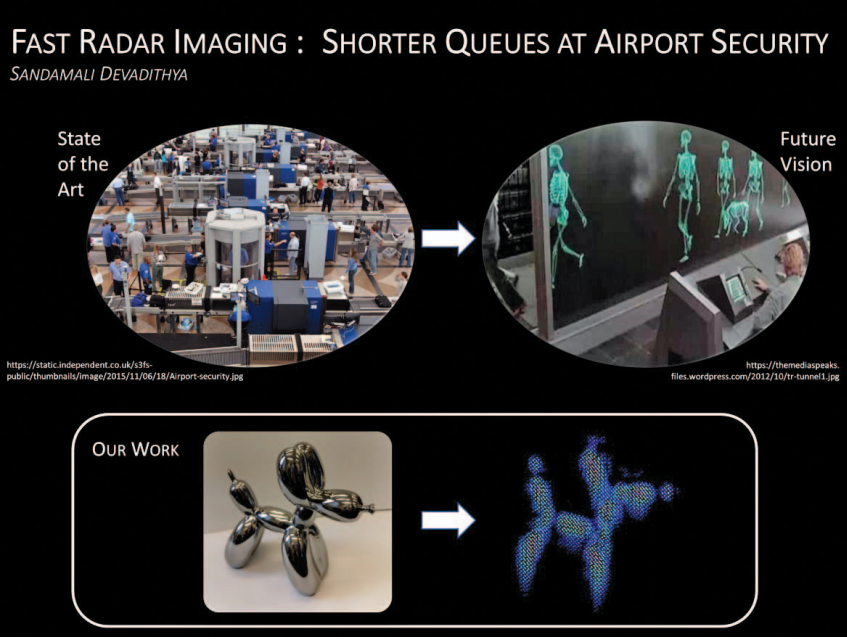 FAST RADAR IMAGING : SHORTER QUEUES AT AIRPORT SECURITY
SANDAMALI DEVADITHYA
State
of the
Art
Future
Vision
https://static.independent.co.uk/s3fs-
public/thumbnails/image/2015/11/06/18/Airport-security.jpg
https://themediaspeaks.
files.wordpress.com/2012/10/tr-tunnel1.jpg
OUR WORK